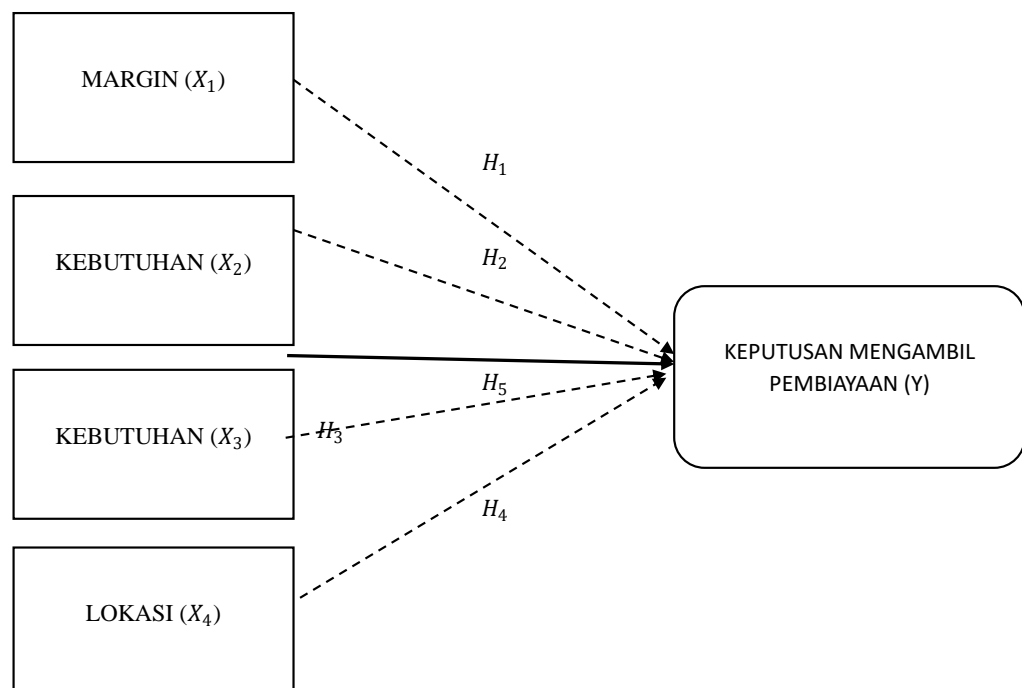 MARGIN (𝑋₁)
𝐻₁
KEBUTUHAN (𝑋₂)
𝐻₂
KEPUTUSAN MENGAMBIL
PEMBIAYAAN (Y)
𝐻₅
KEBUTUHAN (𝑋₃)
𝐻₃
𝐻₄
LOKASI (𝑋₄)